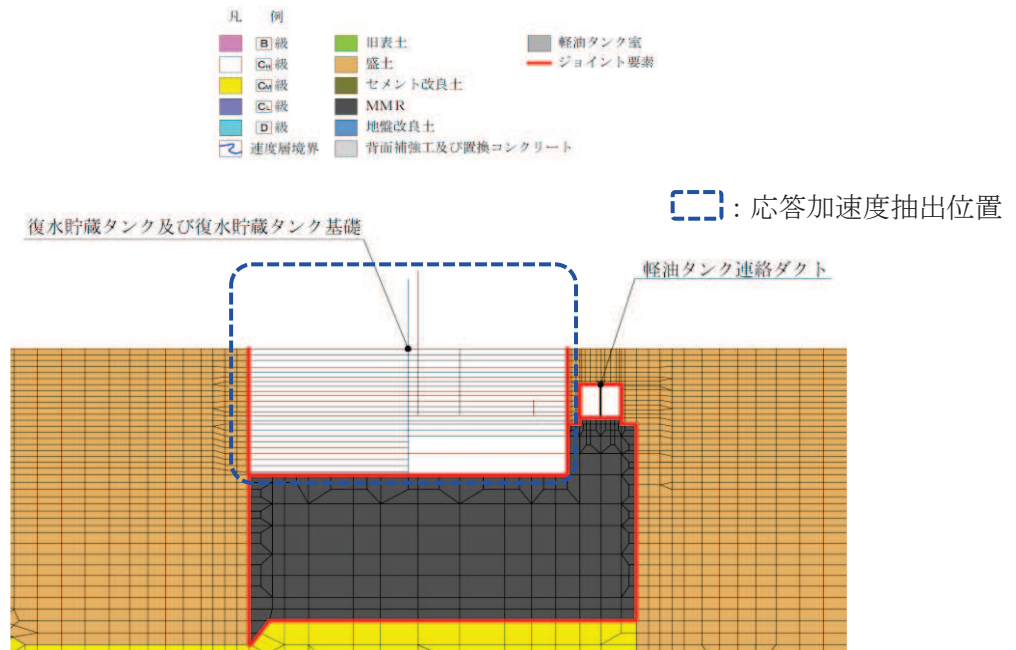 凡 例
B 級 旧表土 軽油タンク室
CH 級 盛土 ジョイント要素
CM 級 セメント改良土
CL 級 MMR
D 級 地盤改良土
速度層境界 背面補強工及び置換コンクリート
：応答加速度抽出位置
復水貯蔵タンク及び復水貯蔵タンク基礎
軽油タンク連絡ダクト